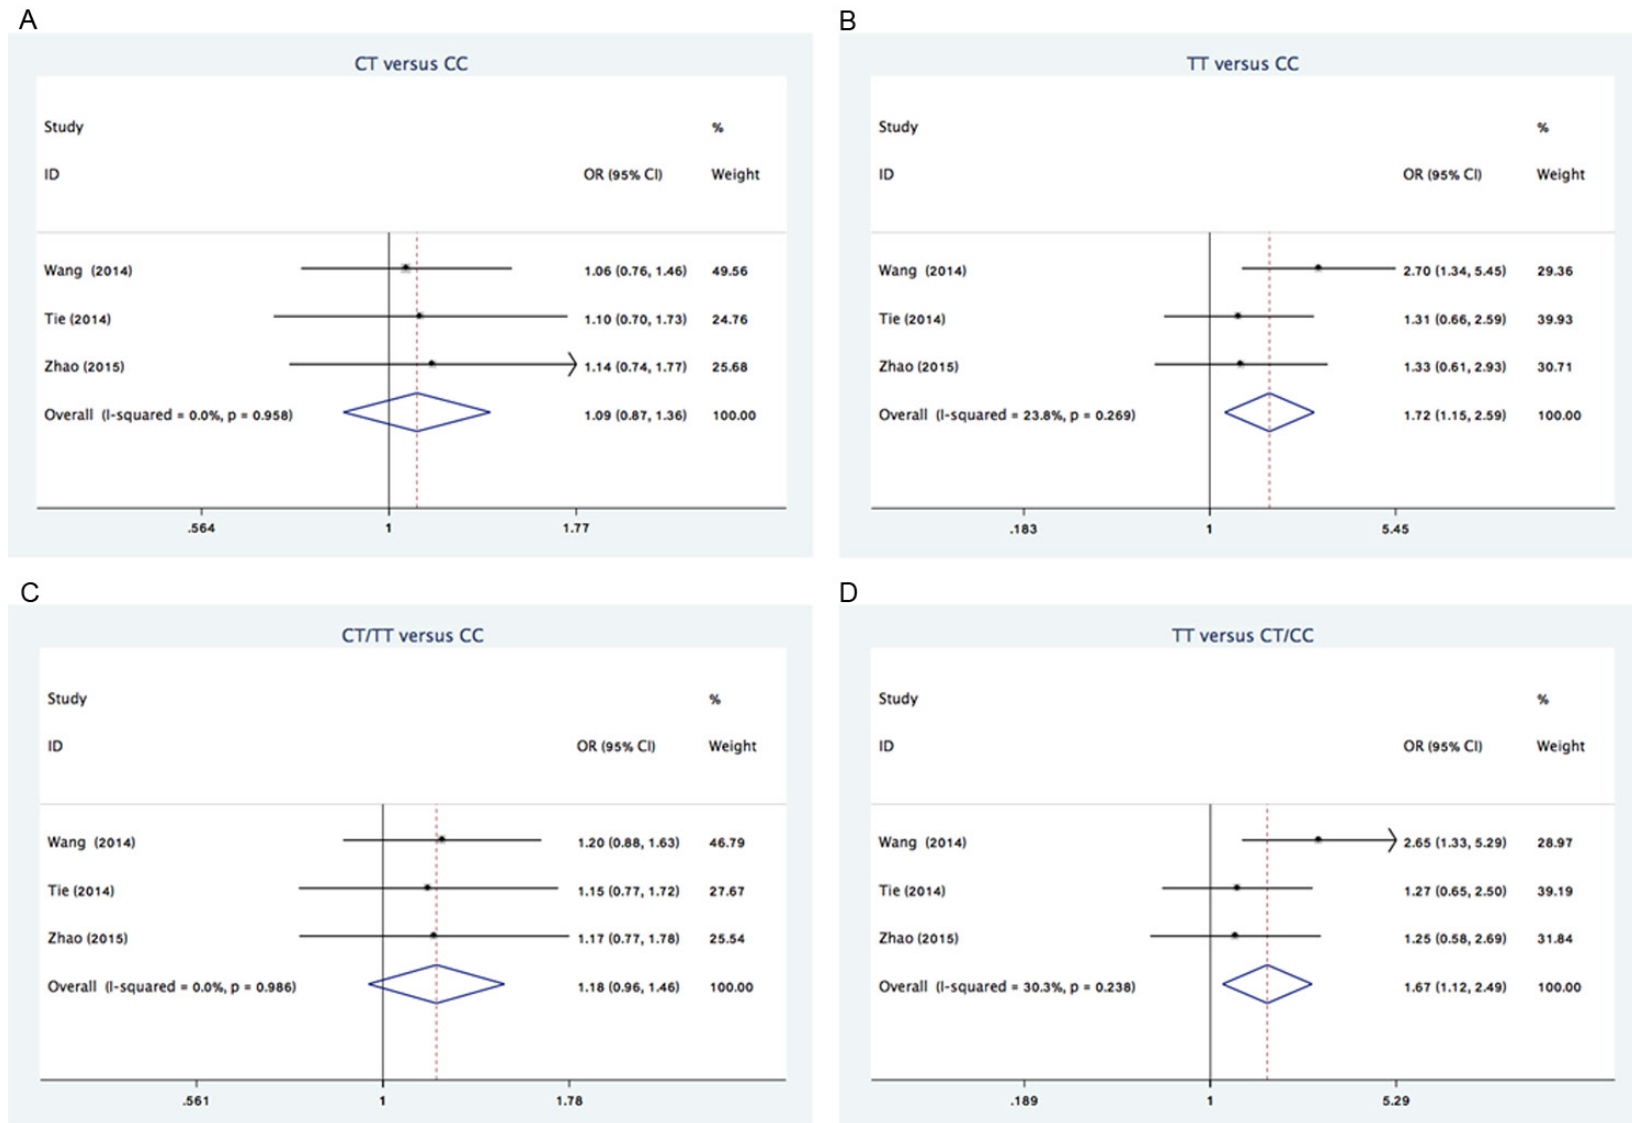 A
CT versus CC
Study %
ID OR (95% CI) Weight
Wang (2014) 1.06 (0.76, 1.46) 49.56
Tie (2014) 1.10 (0.70, 1.73) 24.76
Zhao (2015) 1.14 (0.74, 1.77) 25.68
Overall (I-squared = 0.0%, p = 0.958) 1.09 (0.87, 1.36) 100.00
.564 1 1.77
B
TT versus CC
Study %
ID OR (95% CI) Weight
Wang (2014) 2.70 (1.34, 5.45) 29.36
Tie (2014) 1.31 (0.66, 2.59) 39.93
Zhao (2015) 1.33 (0.61, 2.93) 30.71
Overall (I-squared = 23.8%, p = 0.269) 1.72 (1.15, 2.59) 100.00
.183 1 5.45
C
CT/TT versus CC
Study %
ID OR (95% CI) Weight
Wang (2014) 1.20 (0.88, 1.63) 46.79
Tie (2014) 1.15 (0.77, 1.72) 27.67
Zhao (2015) 1.17 (0.77, 1.78) 25.54
Overall (I-squared = 0.0%, p = 0.986) 1.18 (0.96, 1.46) 100.00
.561 1 1.78
D
TT versus CT/CC
Study %
ID OR (95% CI) Weight
Wang (2014) 2.65 (1.33, 5.29) 28.97
Tie (2014) 1.27 (0.65, 2.50) 39.19
Zhao (2015) 1.25 (0.58, 2.69) 31.84
Overall (I-squared = 30.3%, p = 0.238) 1.67 (1.12, 2.49) 100.00
.189 1 5.29